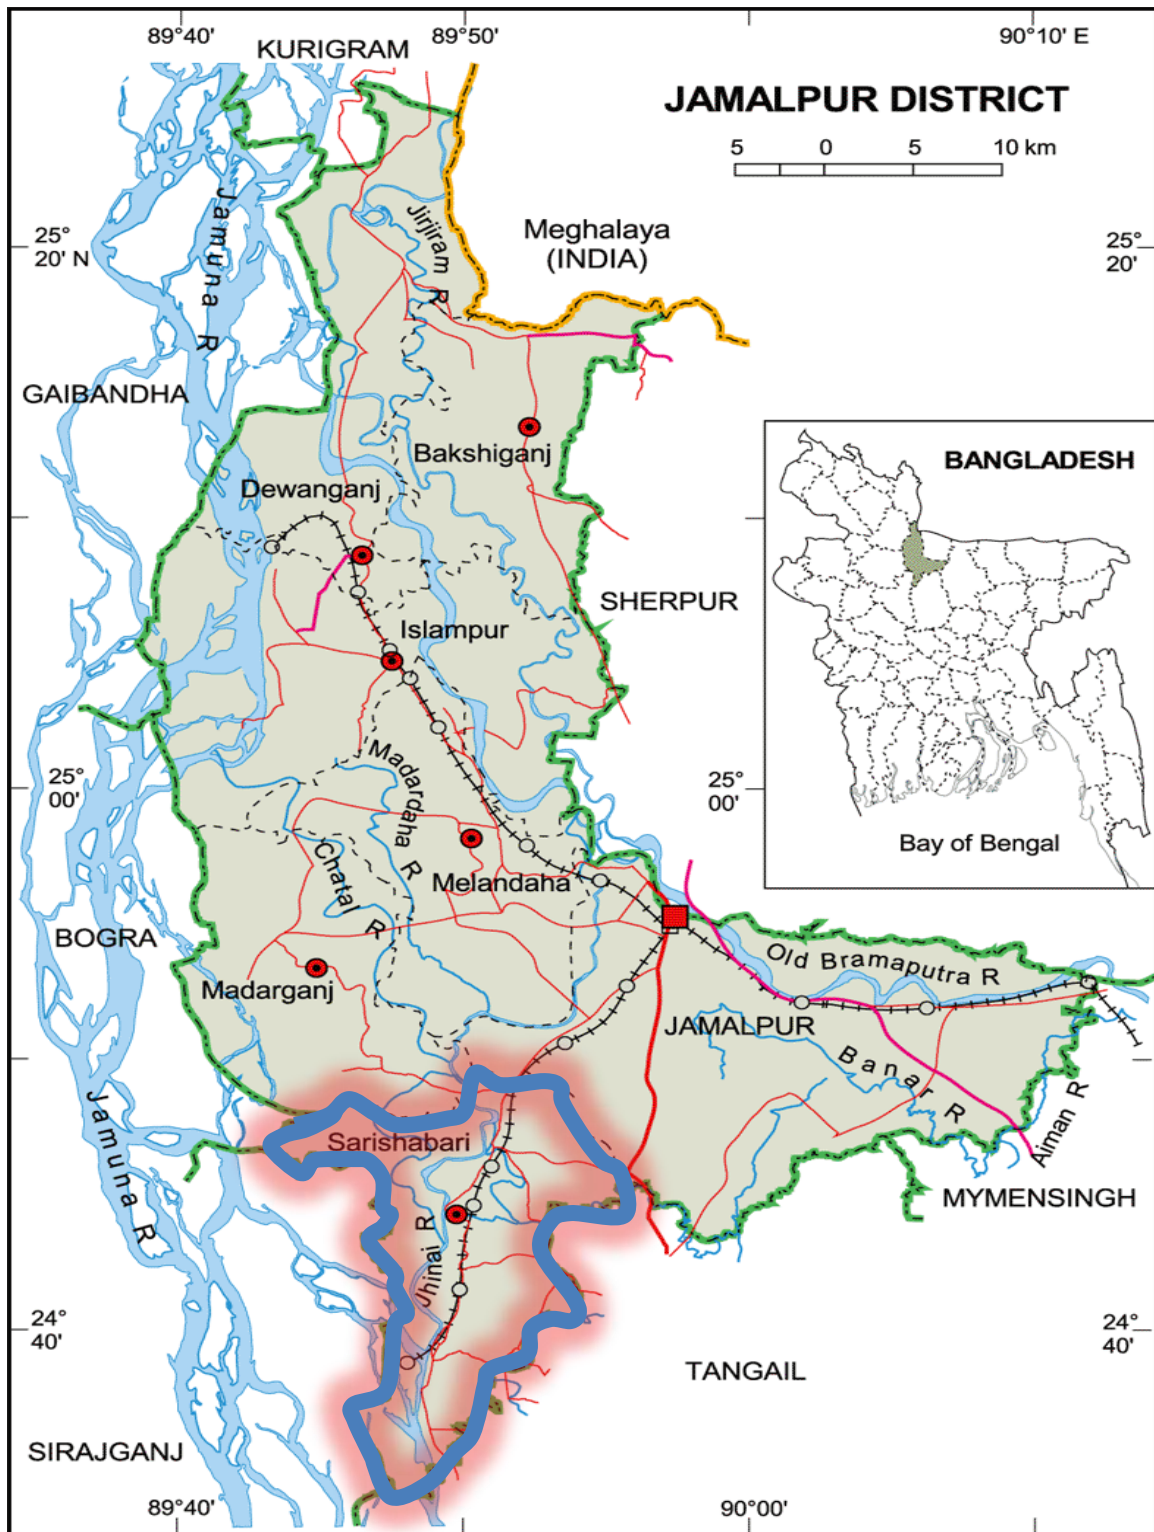 89°40'
89°50'
90°10' E
KURIGRAM
JAMALPUR DISTRICT
5 0 5 10 km
Jamuna R
Jirjiram R
Meghalaya
(INDIA)
25°
20' N
25°
20'
GAIBANDHA
Bakshiganj
BANGLADESH
Dewanganj
SHERPUR
Islampur
Madardaha R
25°
00'
25°
00'
Bay of Bengal
Chatal R
Melandaha
BOGRA
Old Bramaputra R
Madarganj
JAMALPUR
Banar R
Aiman R
Jamuna R
Sarishabari
MYMENSINGH
Jhinai R
24°
40'
24°
40'
TANGAIL
SIRAJGANJ
89°40'
90°00'